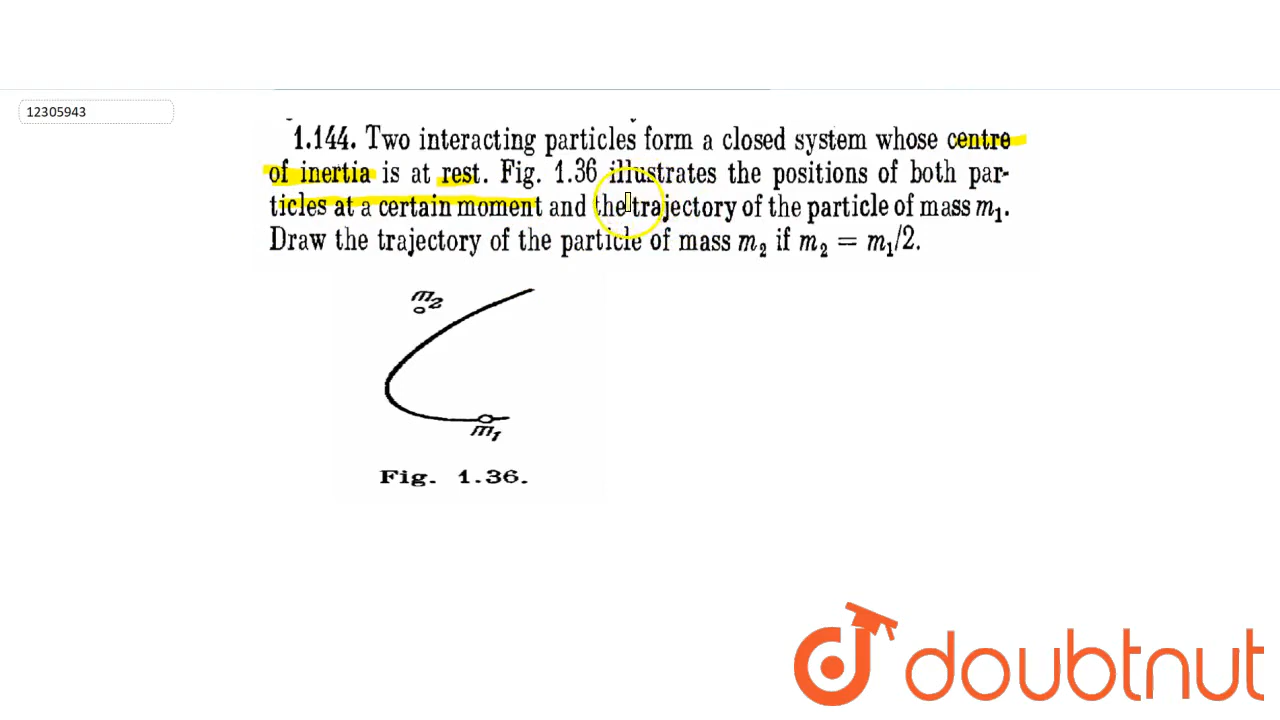 12305943
1.144. Two interacting particles form a closed system whose centre
of inertia is at rest. Fig. 1.36 illustrates the positions of both par-
ticles at a certain moment and the trajectory of the particle of mass m₁.
Draw the trajectory of the particle of mass m₂ if m₂ = m₁/2.
m₂
m₁
Fig. 1.36.
doubtnut